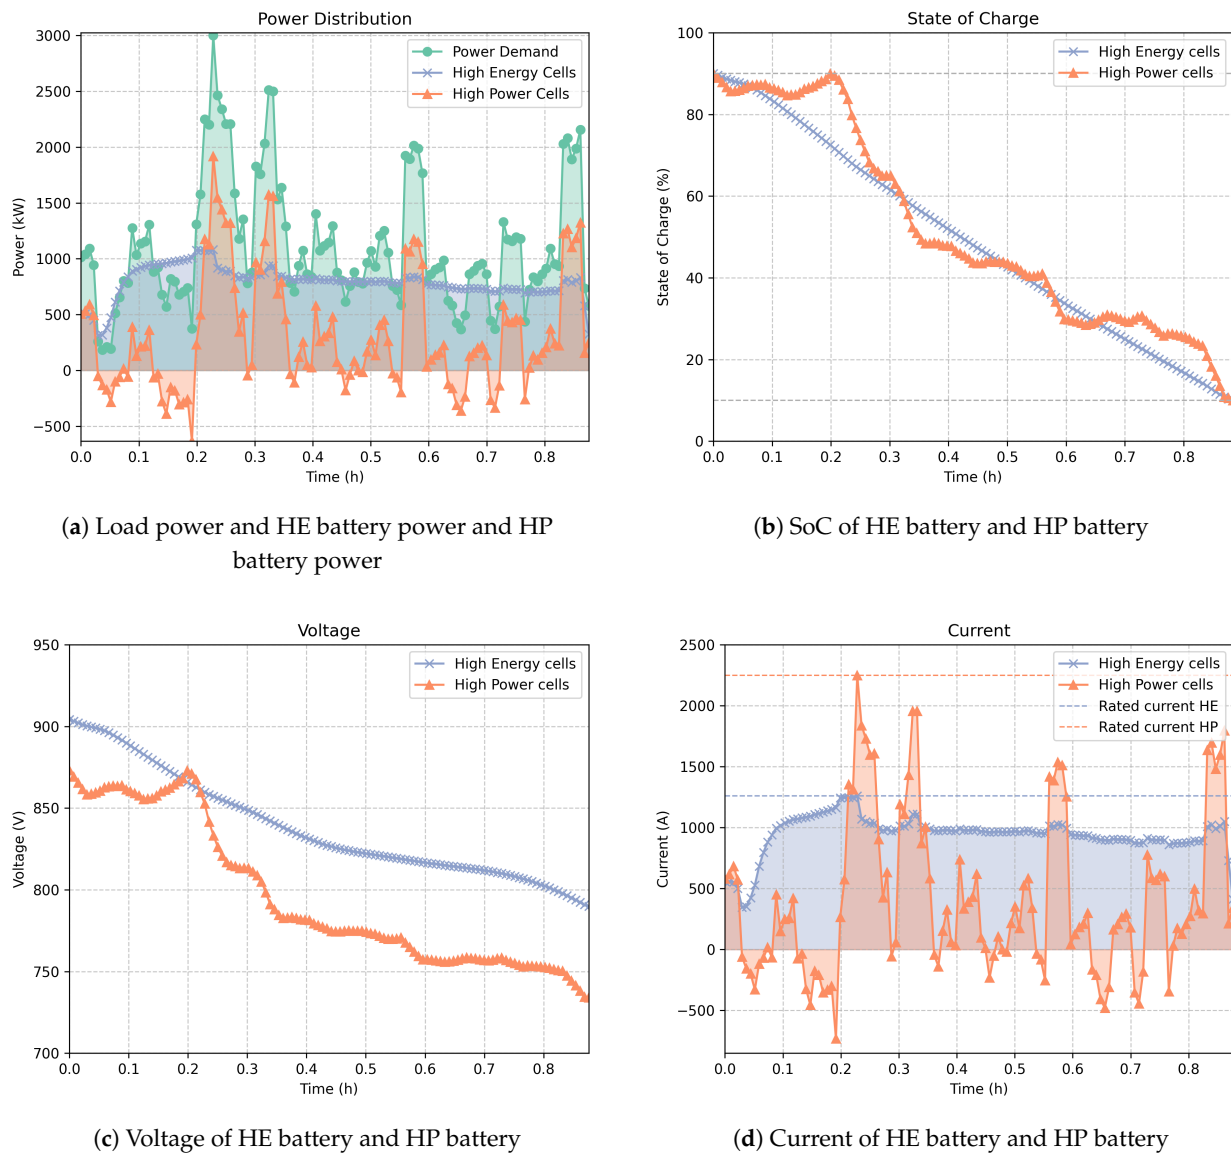 Power Distribution
3000
2500
2000
1500
1000
500
0
−500
Power (kW)
Power Demand
High Energy Cells
High Power Cells
0.0 0.1 0.2 0.3 0.4 0.5 0.6 0.7 0.8
Time (h)
(a) Load power and HE battery power and HP
battery power
State of Charge
100
80
60
40
20
0
State of Charge (%)
High Energy cells
High Power cells
0.0 0.1 0.2 0.3 0.4 0.5 0.6 0.7 0.8
Time (h)
(b) SoC of HE battery and HP battery
Voltage
950
900
850
800
750
700
Voltage (V)
High Energy cells
High Power cells
0.0 0.1 0.2 0.3 0.4 0.5 0.6 0.7 0.8
Time (h)
(c) Voltage of HE battery and HP battery
Current
2500
2000
1500
1000
500
0
−500
Current (A)
High Energy cells
High Power cells
Rated current HE
Rated current HP
0.0 0.1 0.2 0.3 0.4 0.5 0.6 0.7 0.8
Time (h)
(d) Current of HE battery and HP battery